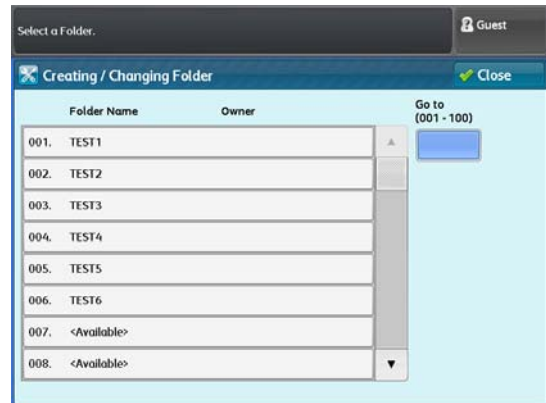 Select a Folder.
Guest
Creating / Changing Folder
Close
Folder Name Owner
Go to
(001 - 100)
001. TEST1
002. TEST2
003. TEST3
004. TEST4
005. TEST5
006. TEST6
007. <Available>
008. <Available>